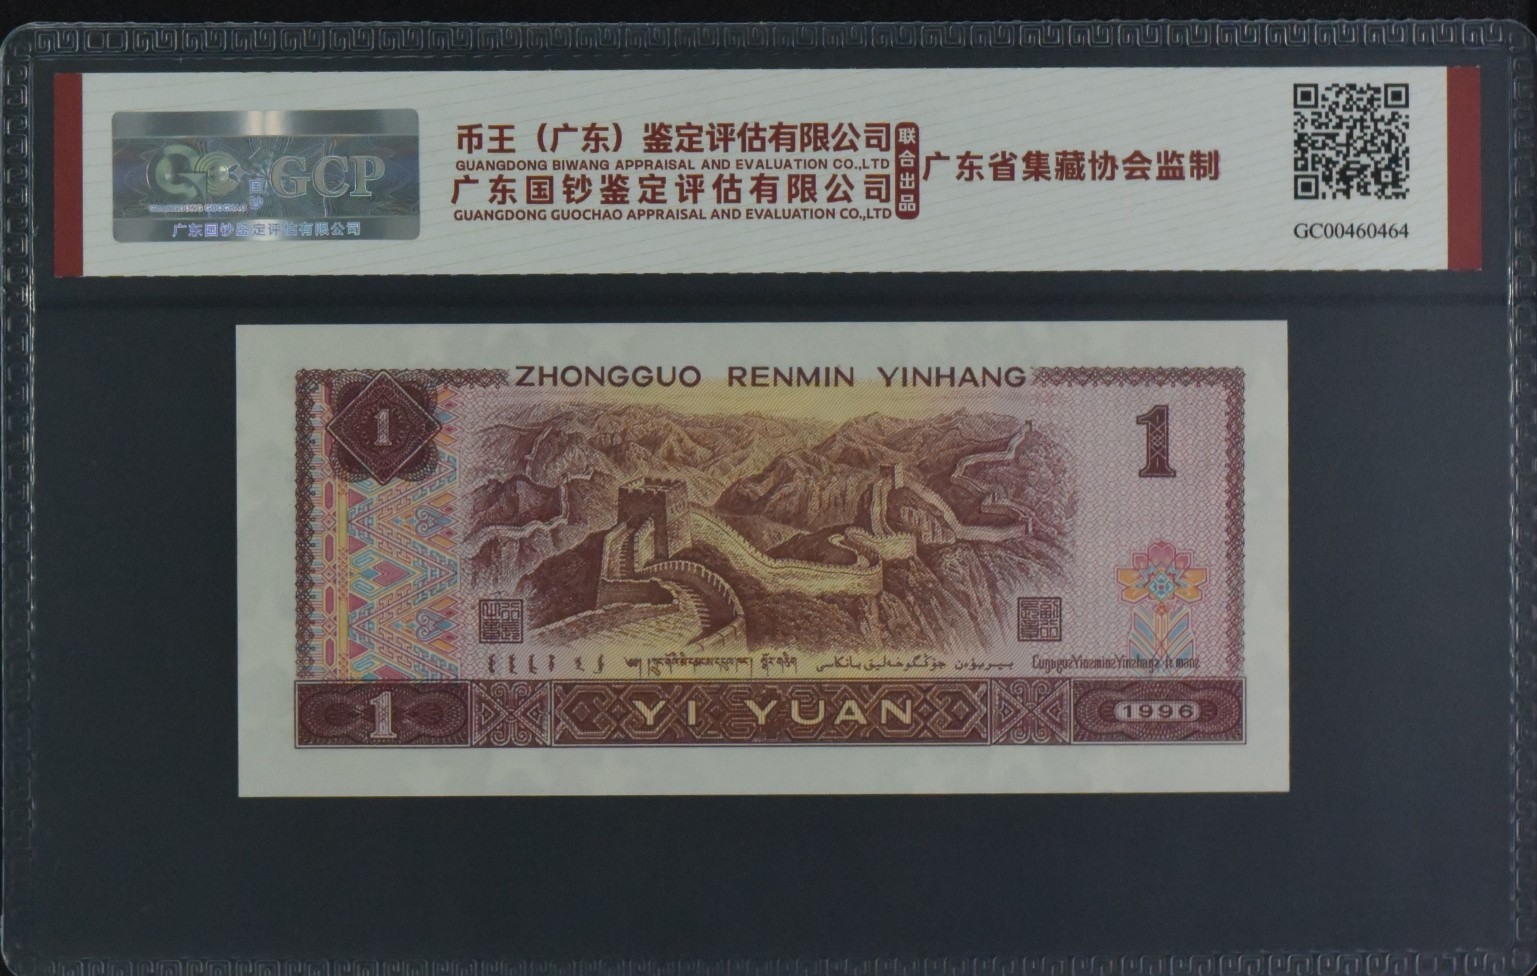 GCP
广东国钞鉴定评估有限公司
币王（广东）鉴定评估有限公司
GUANGDONG BIWANG APPRAISAL AND EVALUATION CO.,LTD
广东国钞鉴定评估有限公司
GUANGDONG GUOCHAO APPRAISAL AND EVALUATION CO.,LTD
联合出品
广东省集藏协会监制
GC00460464
ZHONGGUO RENMIN YINHANG
1
1
1
YI YUAN
1996